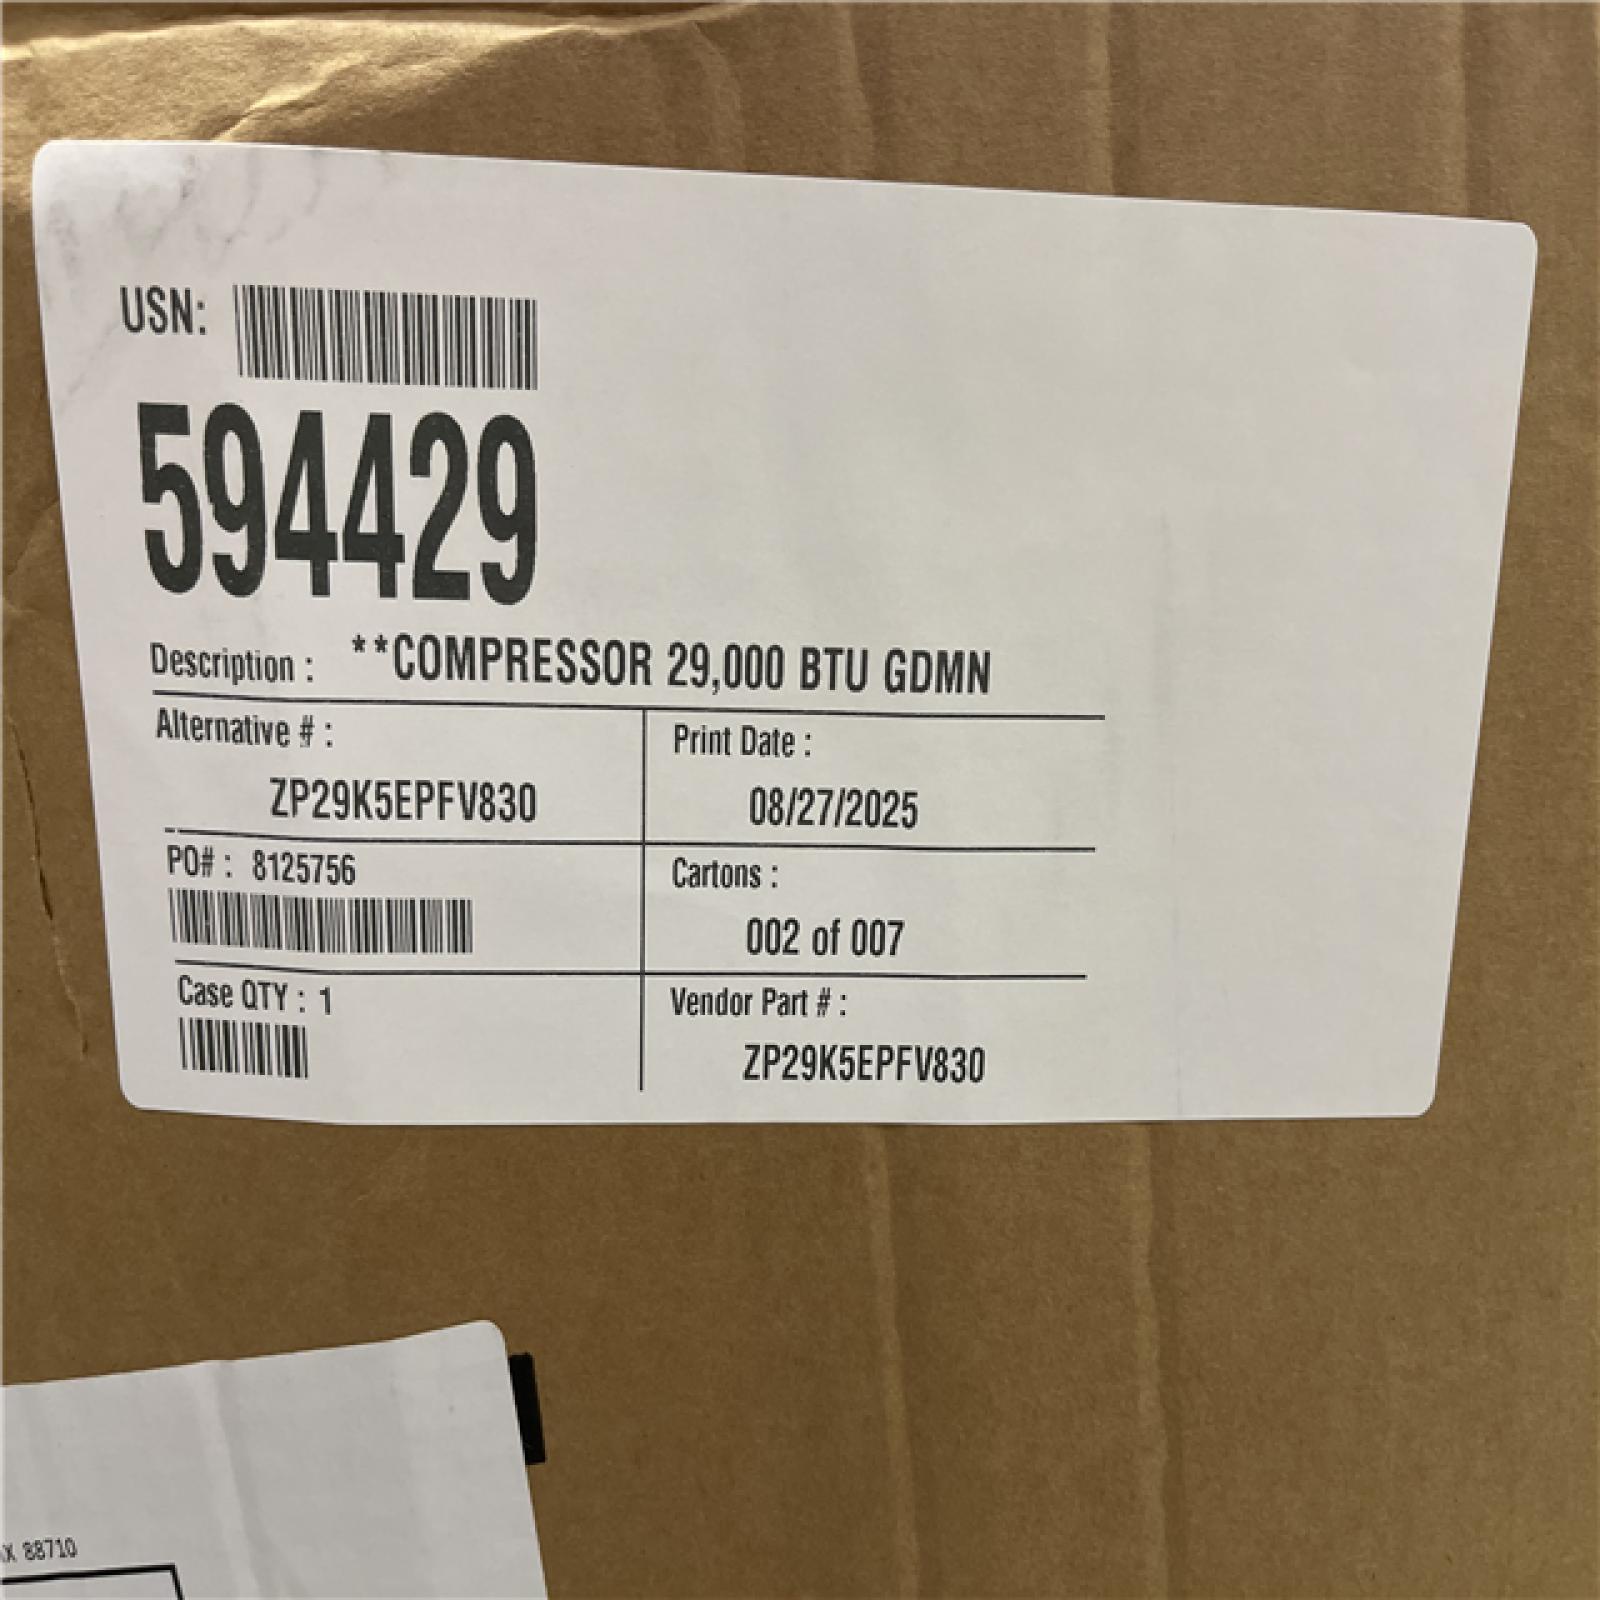 USN:
594429
Description : **COMPRESSOR 29,000 BTU GDMN
Alternative # :
ZP29K5EPFV830
Print Date :
08/27/2025
PO# : 8125756
Cartons :
002 of 007
Case QTY : 1
Vendor Part # :
ZP29K5EPFV830
88710